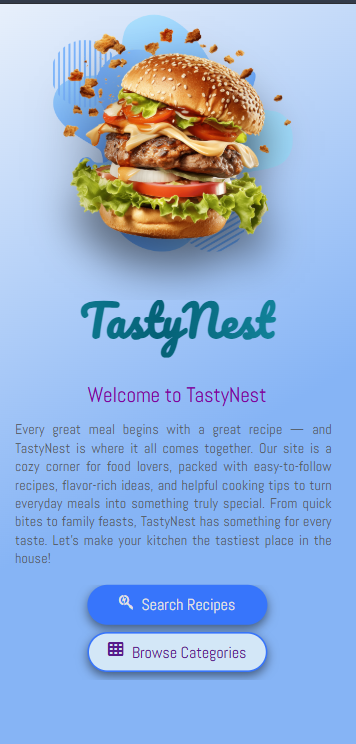 TastyNest
Welcome to TastyNest
Every great meal begins with a great recipe — and
TastyNest is where it all comes together. Our site is a
cozy corner for food lovers, packed with easy-to-follow
recipes, flavor-rich ideas, and helpful cooking tips to turn
everyday meals into something truly special. From quick
bites to family feasts, TastyNest has something for every
taste. Let's make your kitchen the tastiest place in the
house!
Search Recipes
Browse Categories